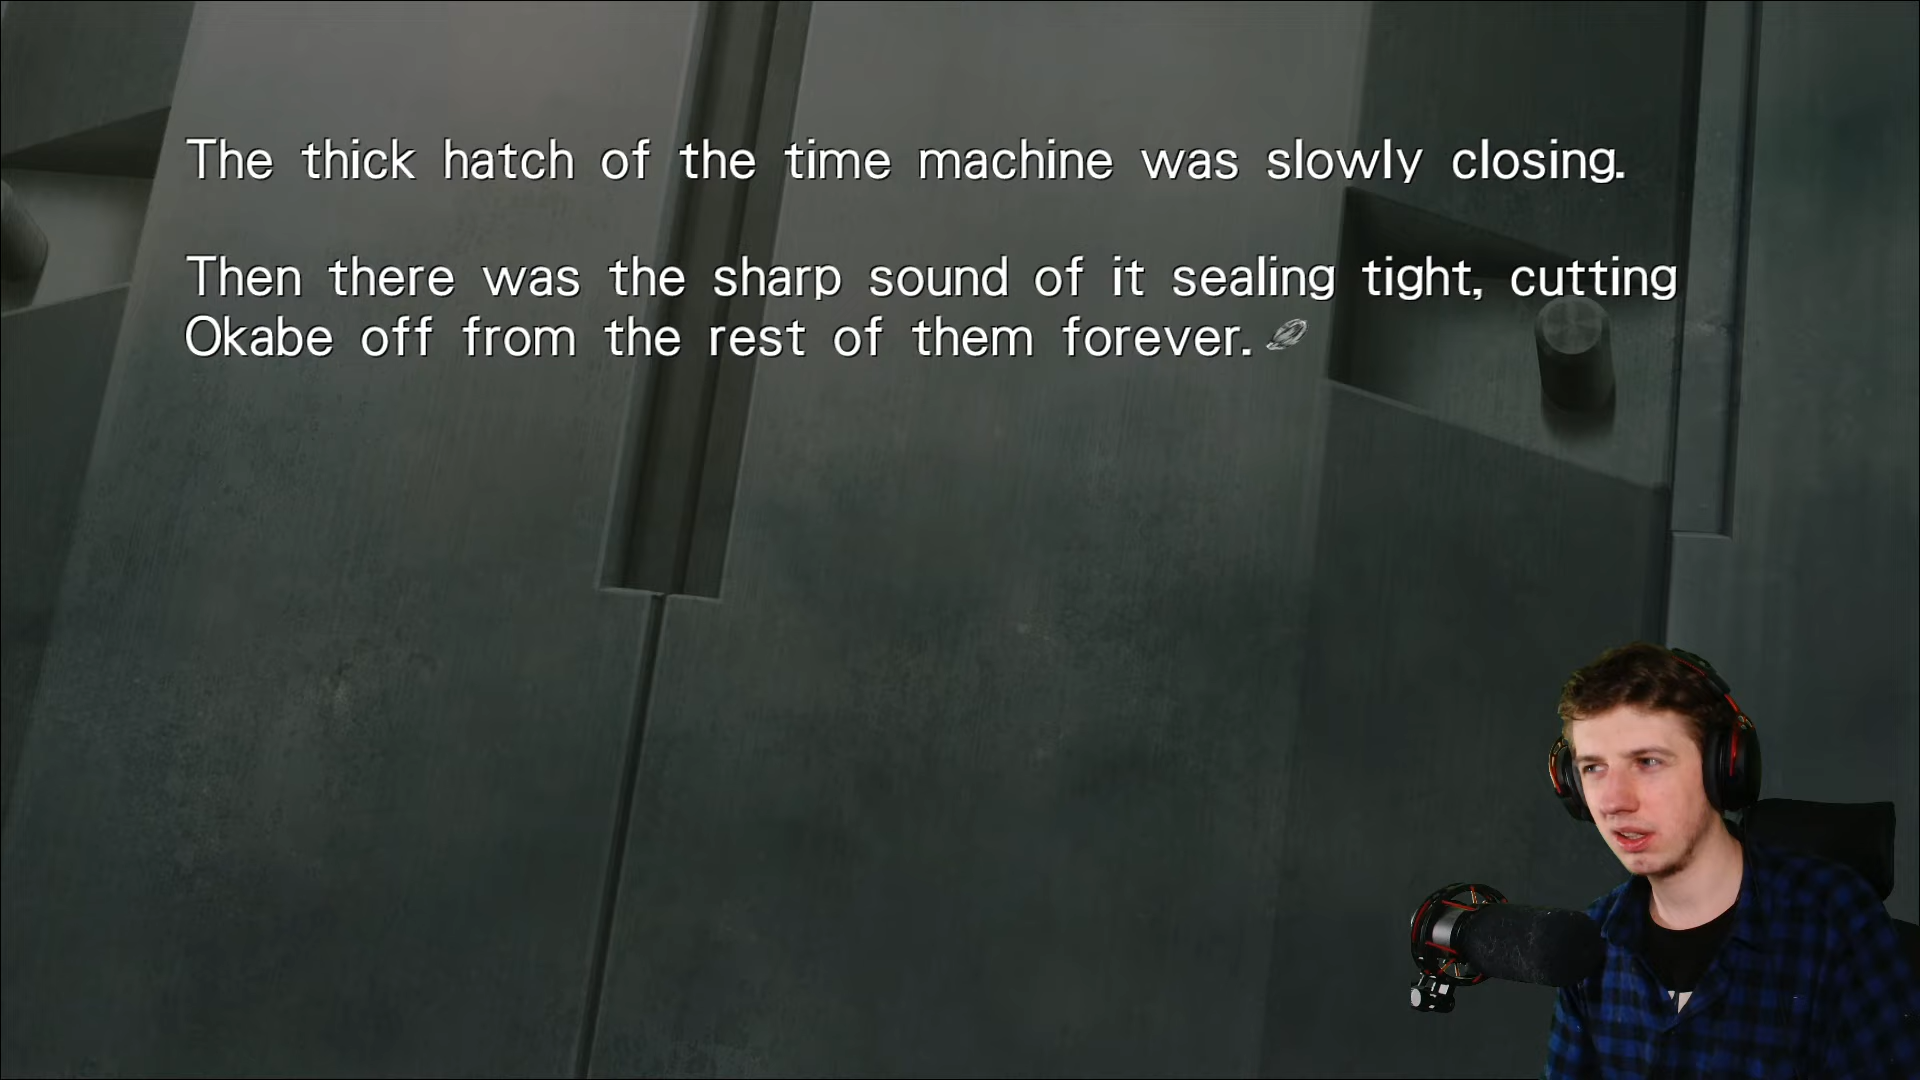 The thick hatch of the time machine was slowly closing.
Then there was the sharp sound of it sealing tight, cutting
Okabe off from the rest of them forever.